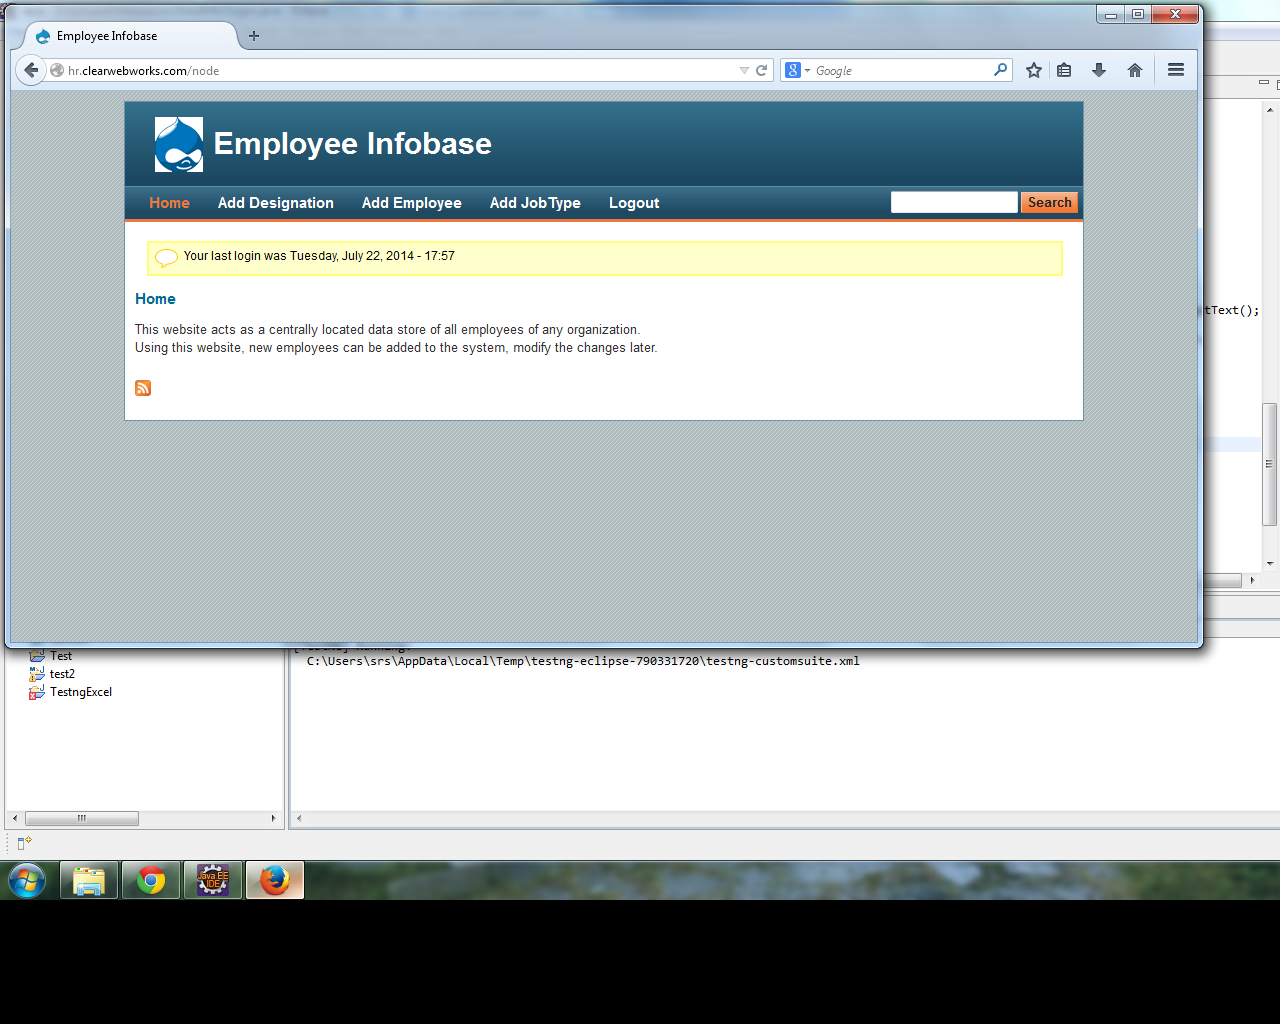 Employee Infobase
hr.clearwebworks.com/node
Google
Employee Infobase
Home Add Designation Add Employee Add JobType Logout Search
Your last login was Tuesday, July 22, 2014 - 17:57
Home
This website acts as a centrally located data store of all employees of any organization.
Using this website, new employees can be added to the system, modify the changes later.
tText();
Test
test2
TestngExcel
C:\Users\srs\AppData\Local\Temp\testng-eclipse-790331720\testng-customsuite.xml
Java EE
IDE